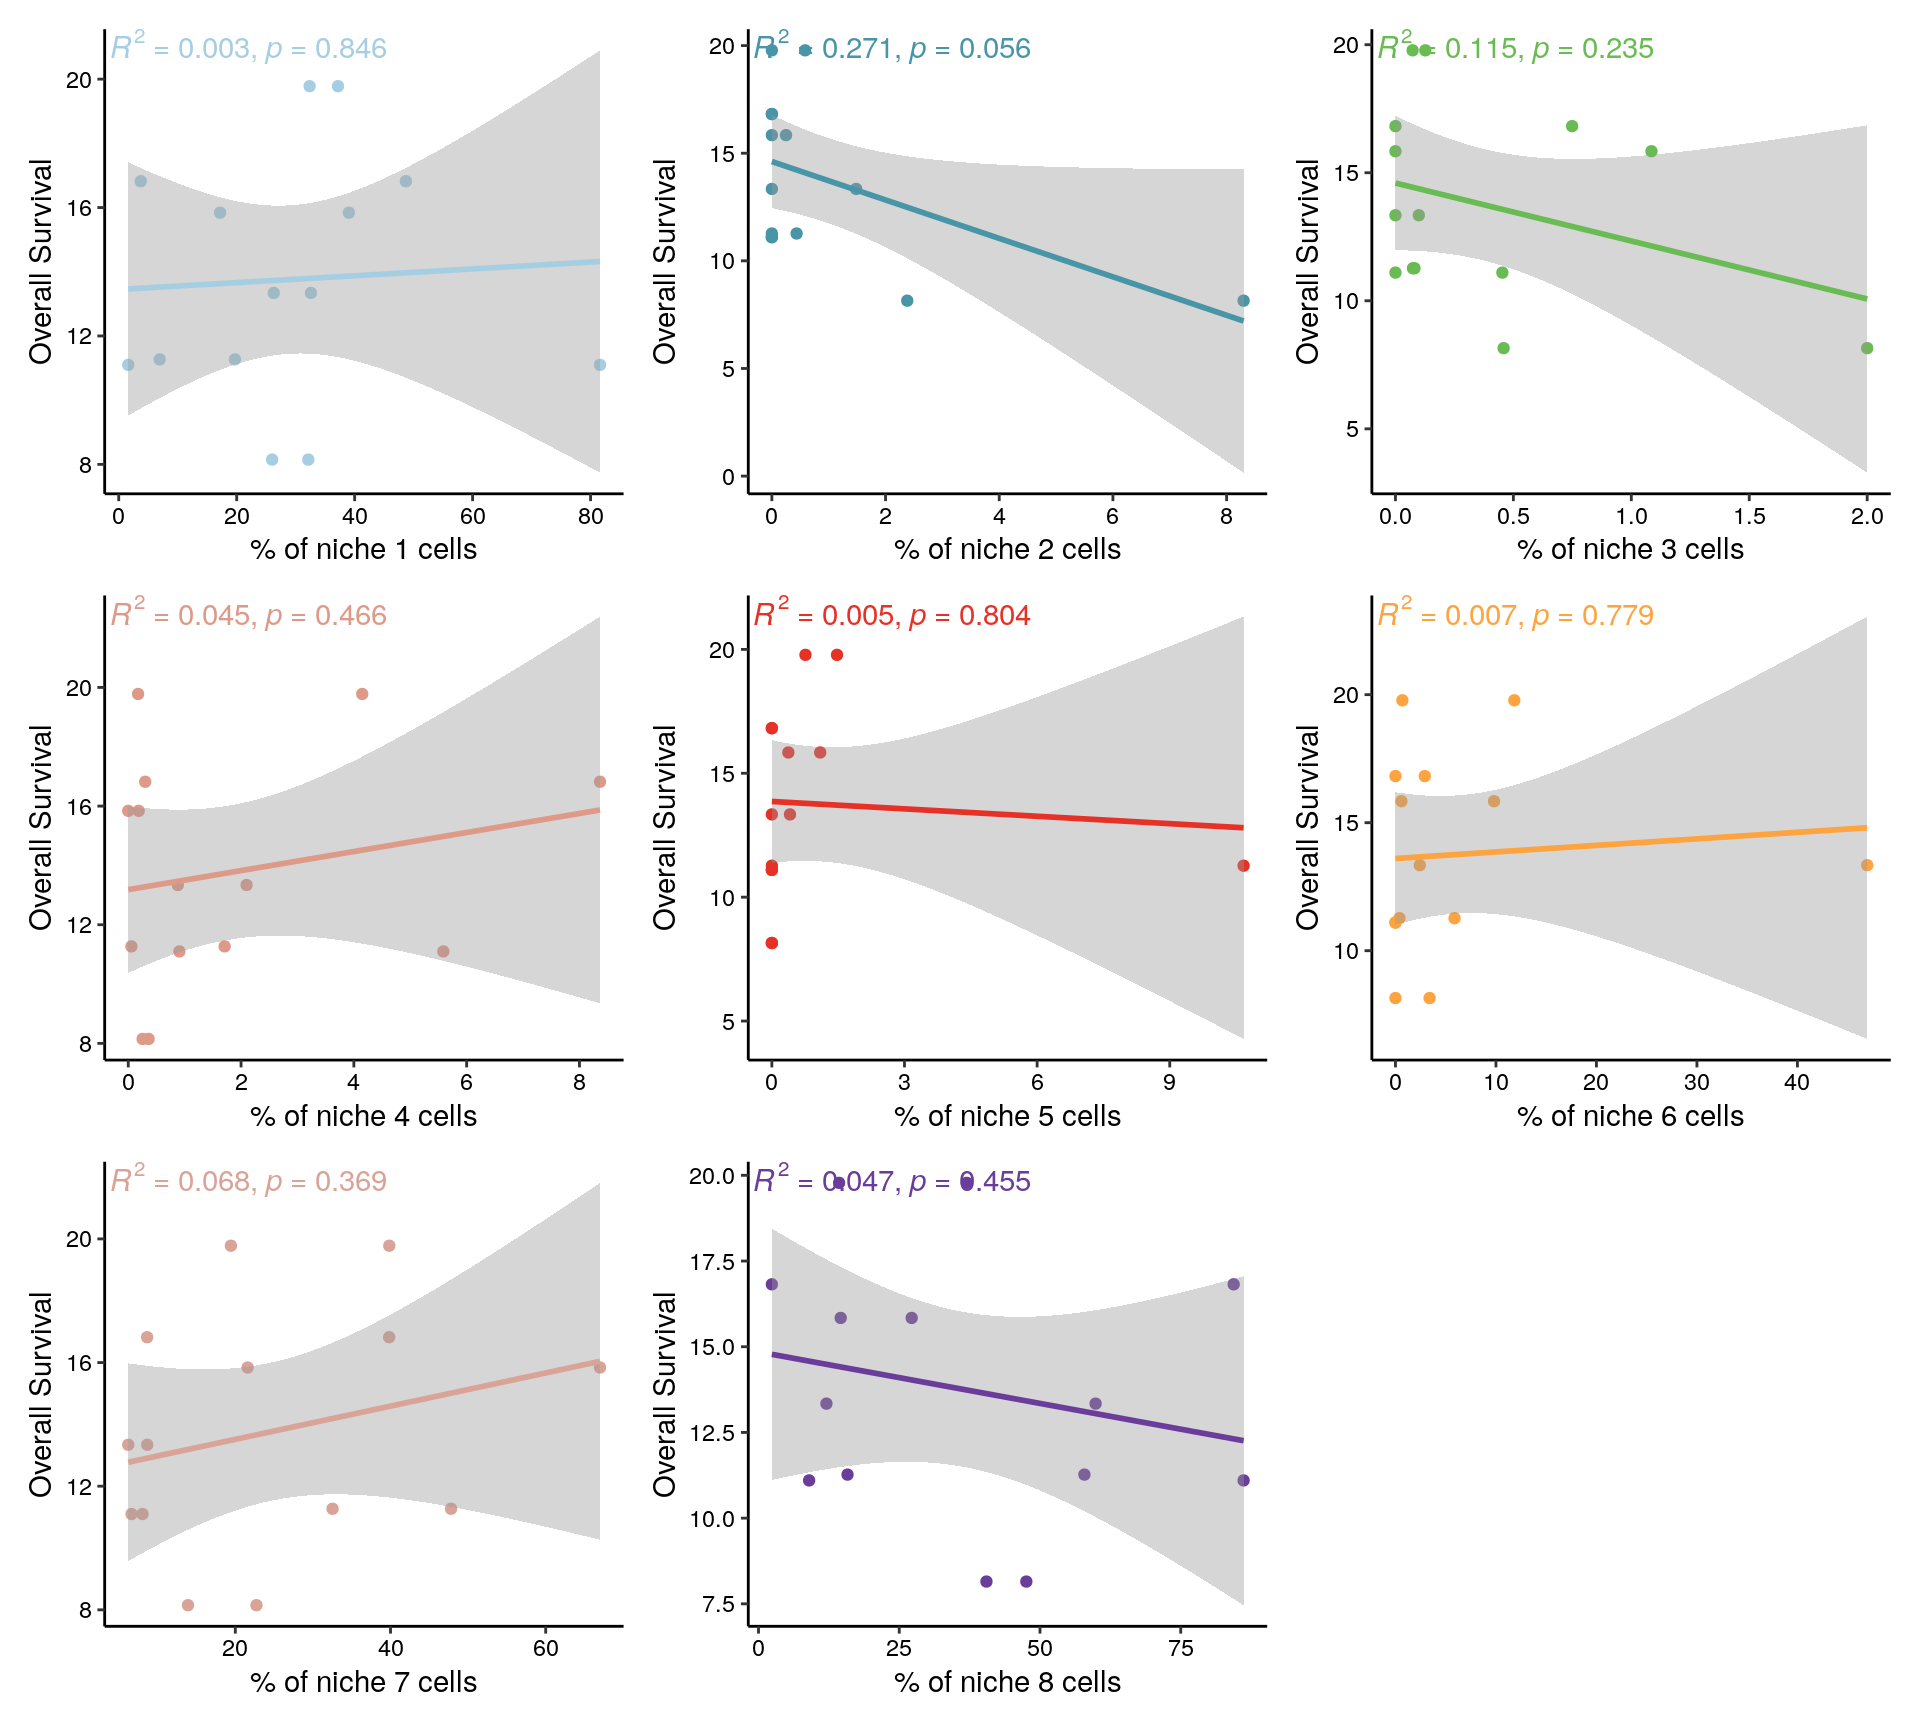 R² = 0.003, p = 0.846
20
16
12
8
Overall Survival
0 20 40 60 80
% of niche 1 cells
R² = 0.271, p = 0.056
20
15
10
5
0
Overall Survival
0 2 4 6 8
% of niche 2 cells
R² = 0.115, p = 0.235
20
15
10
5
Overall Survival
0.0 0.5 1.0 1.5 2.0
% of niche 3 cells
R² = 0.045, p = 0.466
20
16
12
8
Overall Survival
0 2 4 6 8
% of niche 4 cells
R² = 0.005, p = 0.804
20
15
10
5
Overall Survival
0 3 6 9
% of niche 5 cells
R² = 0.007, p = 0.779
20
15
10
Overall Survival
0 10 20 30 40
% of niche 6 cells
R² = 0.068, p = 0.369
20
16
12
8
Overall Survival
20 40 60
% of niche 7 cells
R² = 0.047, p = 0.455
20.0
17.5
15.0
12.5
10.0
7.5
Overall Survival
0 25 50 75
% of niche 8 cells